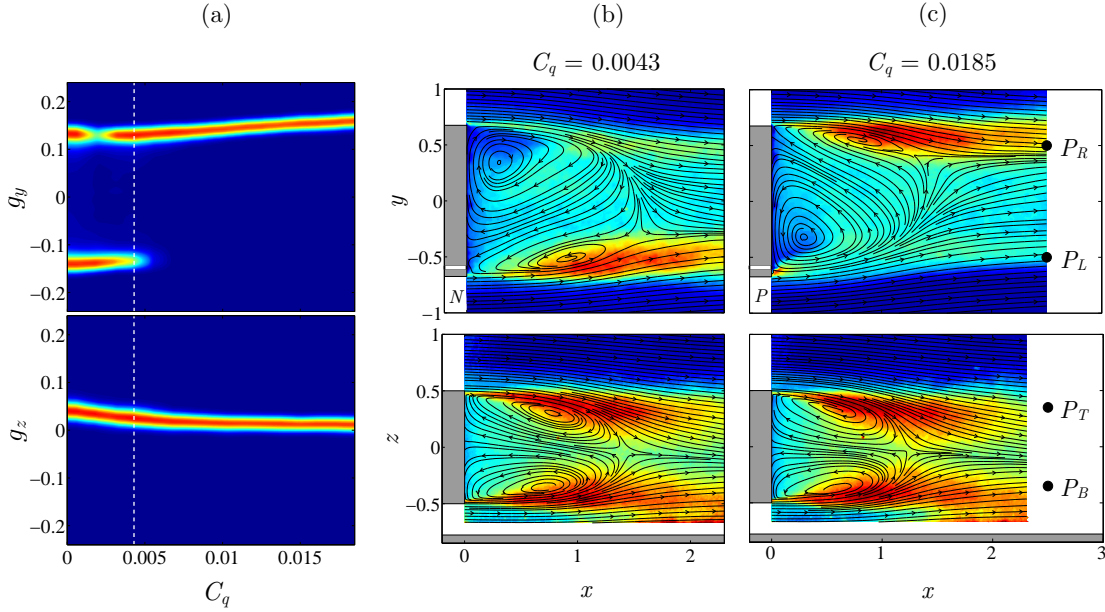 (a)
(b)
(c)
C_q = 0.0043
C_q = 0.0185
0.2
0.1
0
−0.1
−0.2
g_y
1
0.5
0
−0.5
−1
y
N
P
P_R
P_L
0.2
0.1
0
−0.1
−0.2
g_z
0
0.005
0.01
0.015
C_q
1
0.5
0
−0.5
z
0
1
2
x
P_T
P_B
0
1
2
3
x